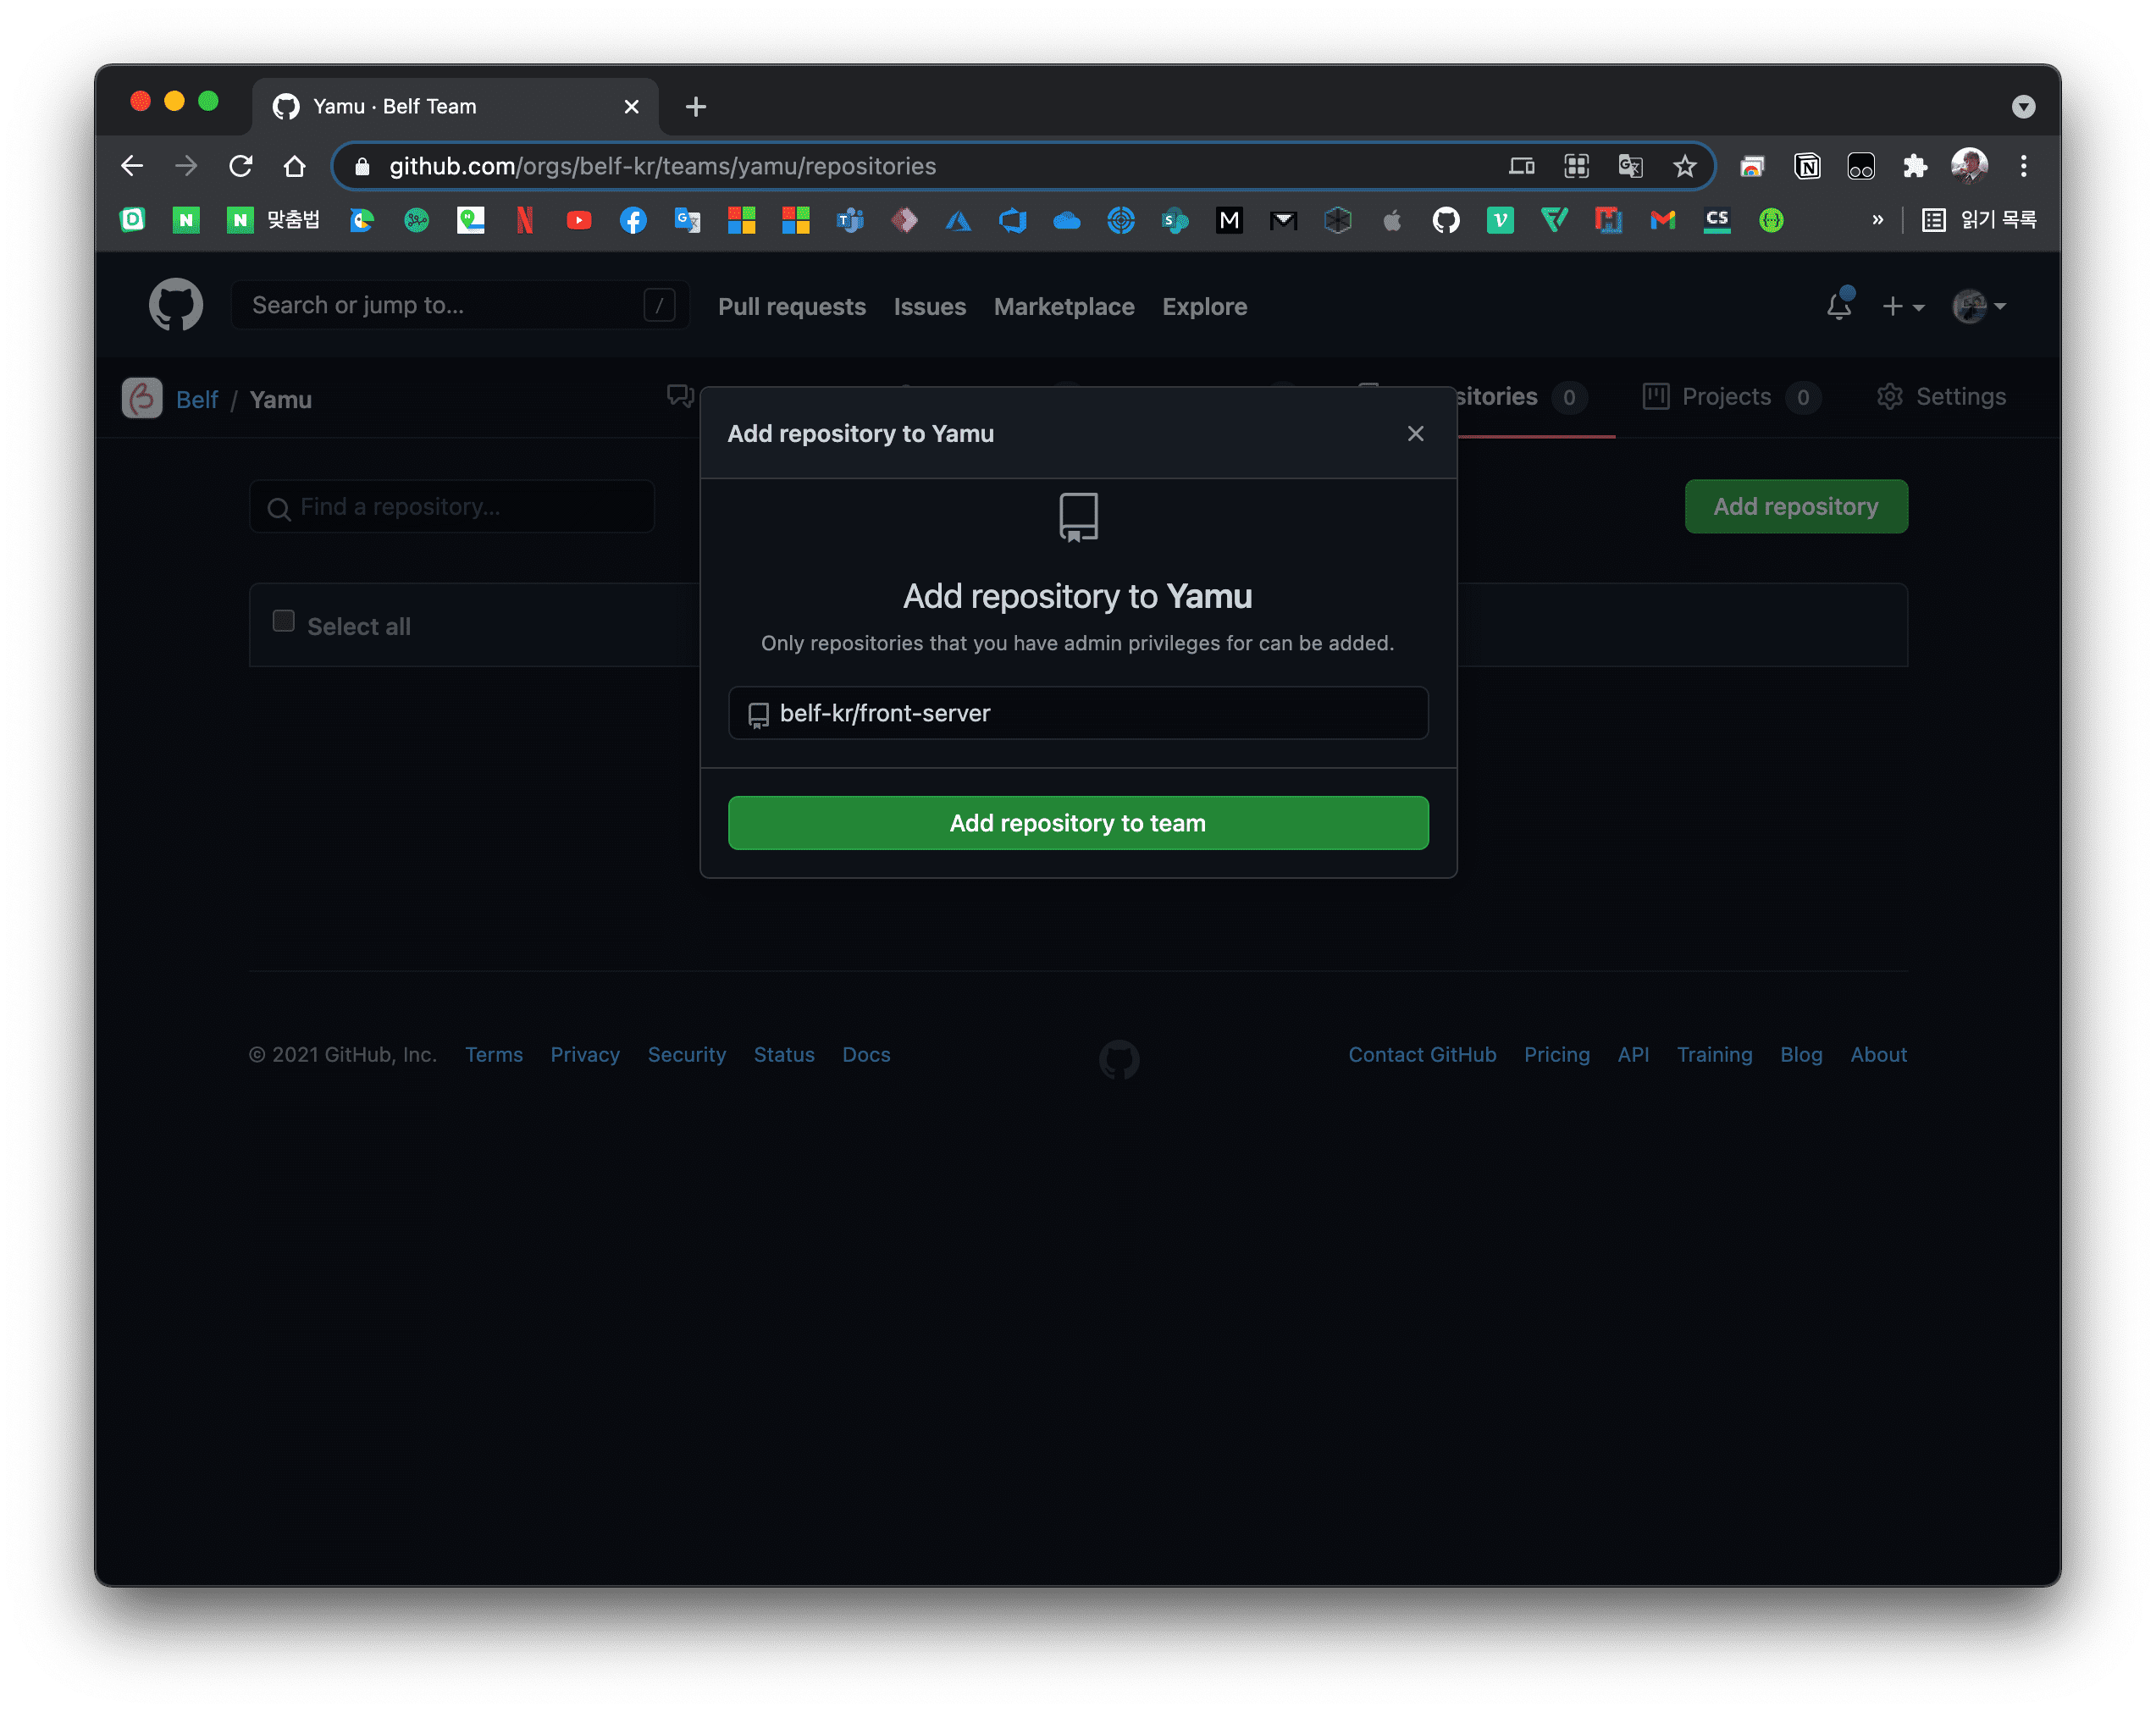 Yamu · Belf Team
github.com/orgs/belf-kr/teams/yamu/repositories
맞춤법
» 읽기 목록
Search or jump to... /
Pull requests Issues Marketplace Explore
Belf / Yamu
sitories 0 Projects 0 Settings
Add repository to Yamu
Find a repository...
Add repository
Add repository to Yamu
Only repositories that you have admin privileges for can be added.
Select all
belf-kr/front-server
Add repository to team
© 2021 GitHub, Inc. Terms Privacy Security Status Docs
Contact GitHub Pricing API Training Blog About